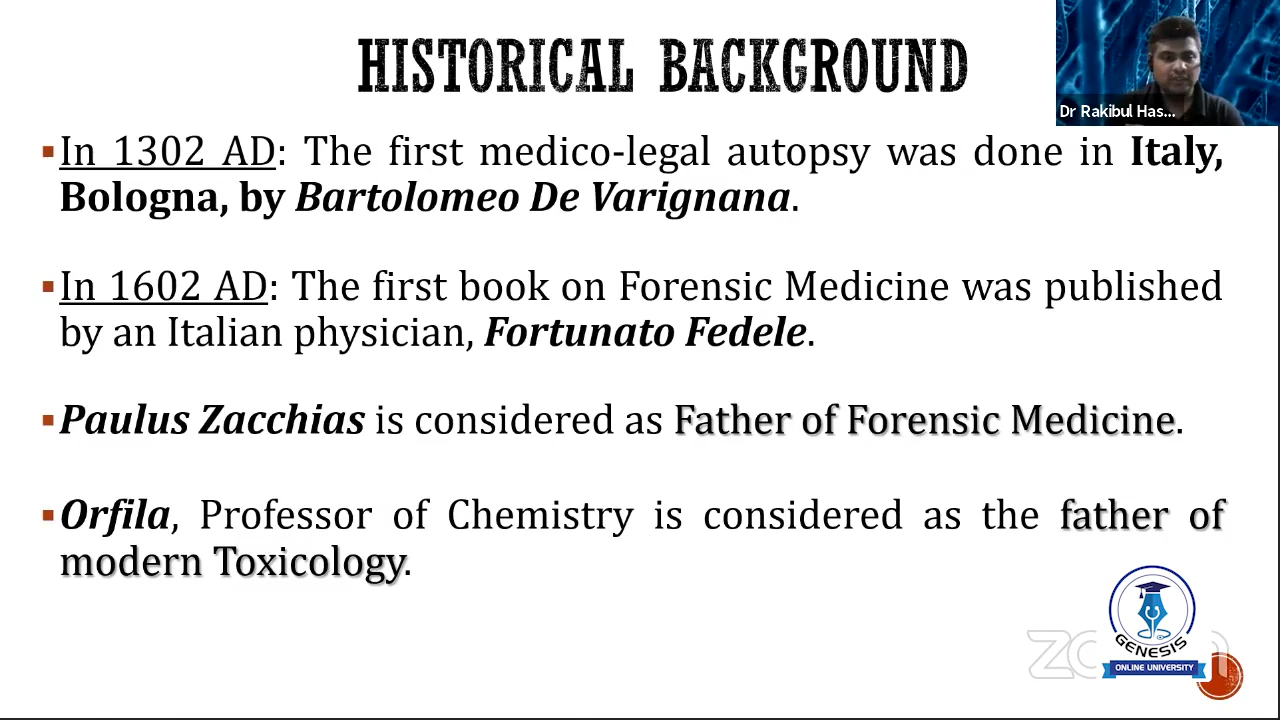 HISTORICAL BACKGROUND
Dr Rakibul Has...
▪In 1302 AD: The first medico-legal autopsy was done in Italy,
Bologna, by Bartolomeo De Varignana.
▪In 1602 AD: The first book on Forensic Medicine was published
by an Italian physician, Fortunato Fedele.
▪Paulus Zacchias is considered as Father of Forensic Medicine.
▪Orfila, Professor of Chemistry is considered as the father of
modern Toxicology.
GENESIS
ONLINE UNIVERSITY